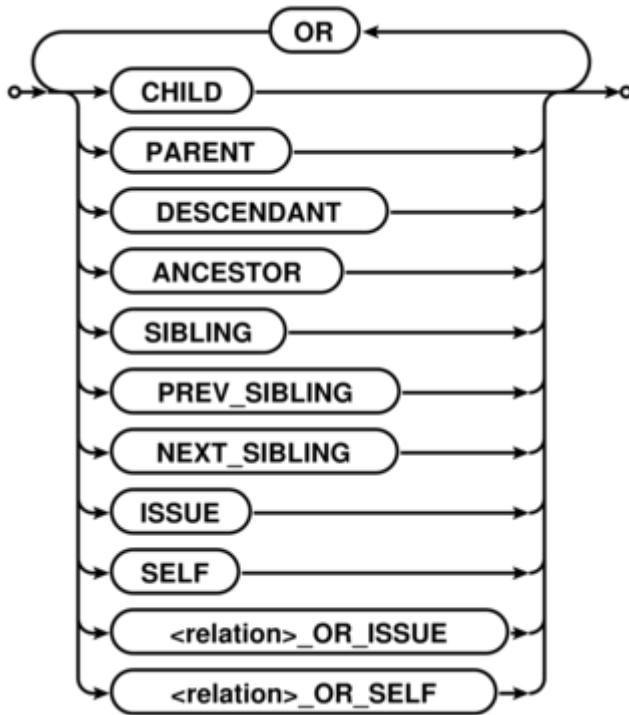 OR
CHILD
PARENT
DESCENDANT
ANCESTOR
SIBLING
PREV_SIBLING
NEXT_SIBLING
ISSUE
SELF
<relation>_OR_ISSUE
<relation>_OR_SELF